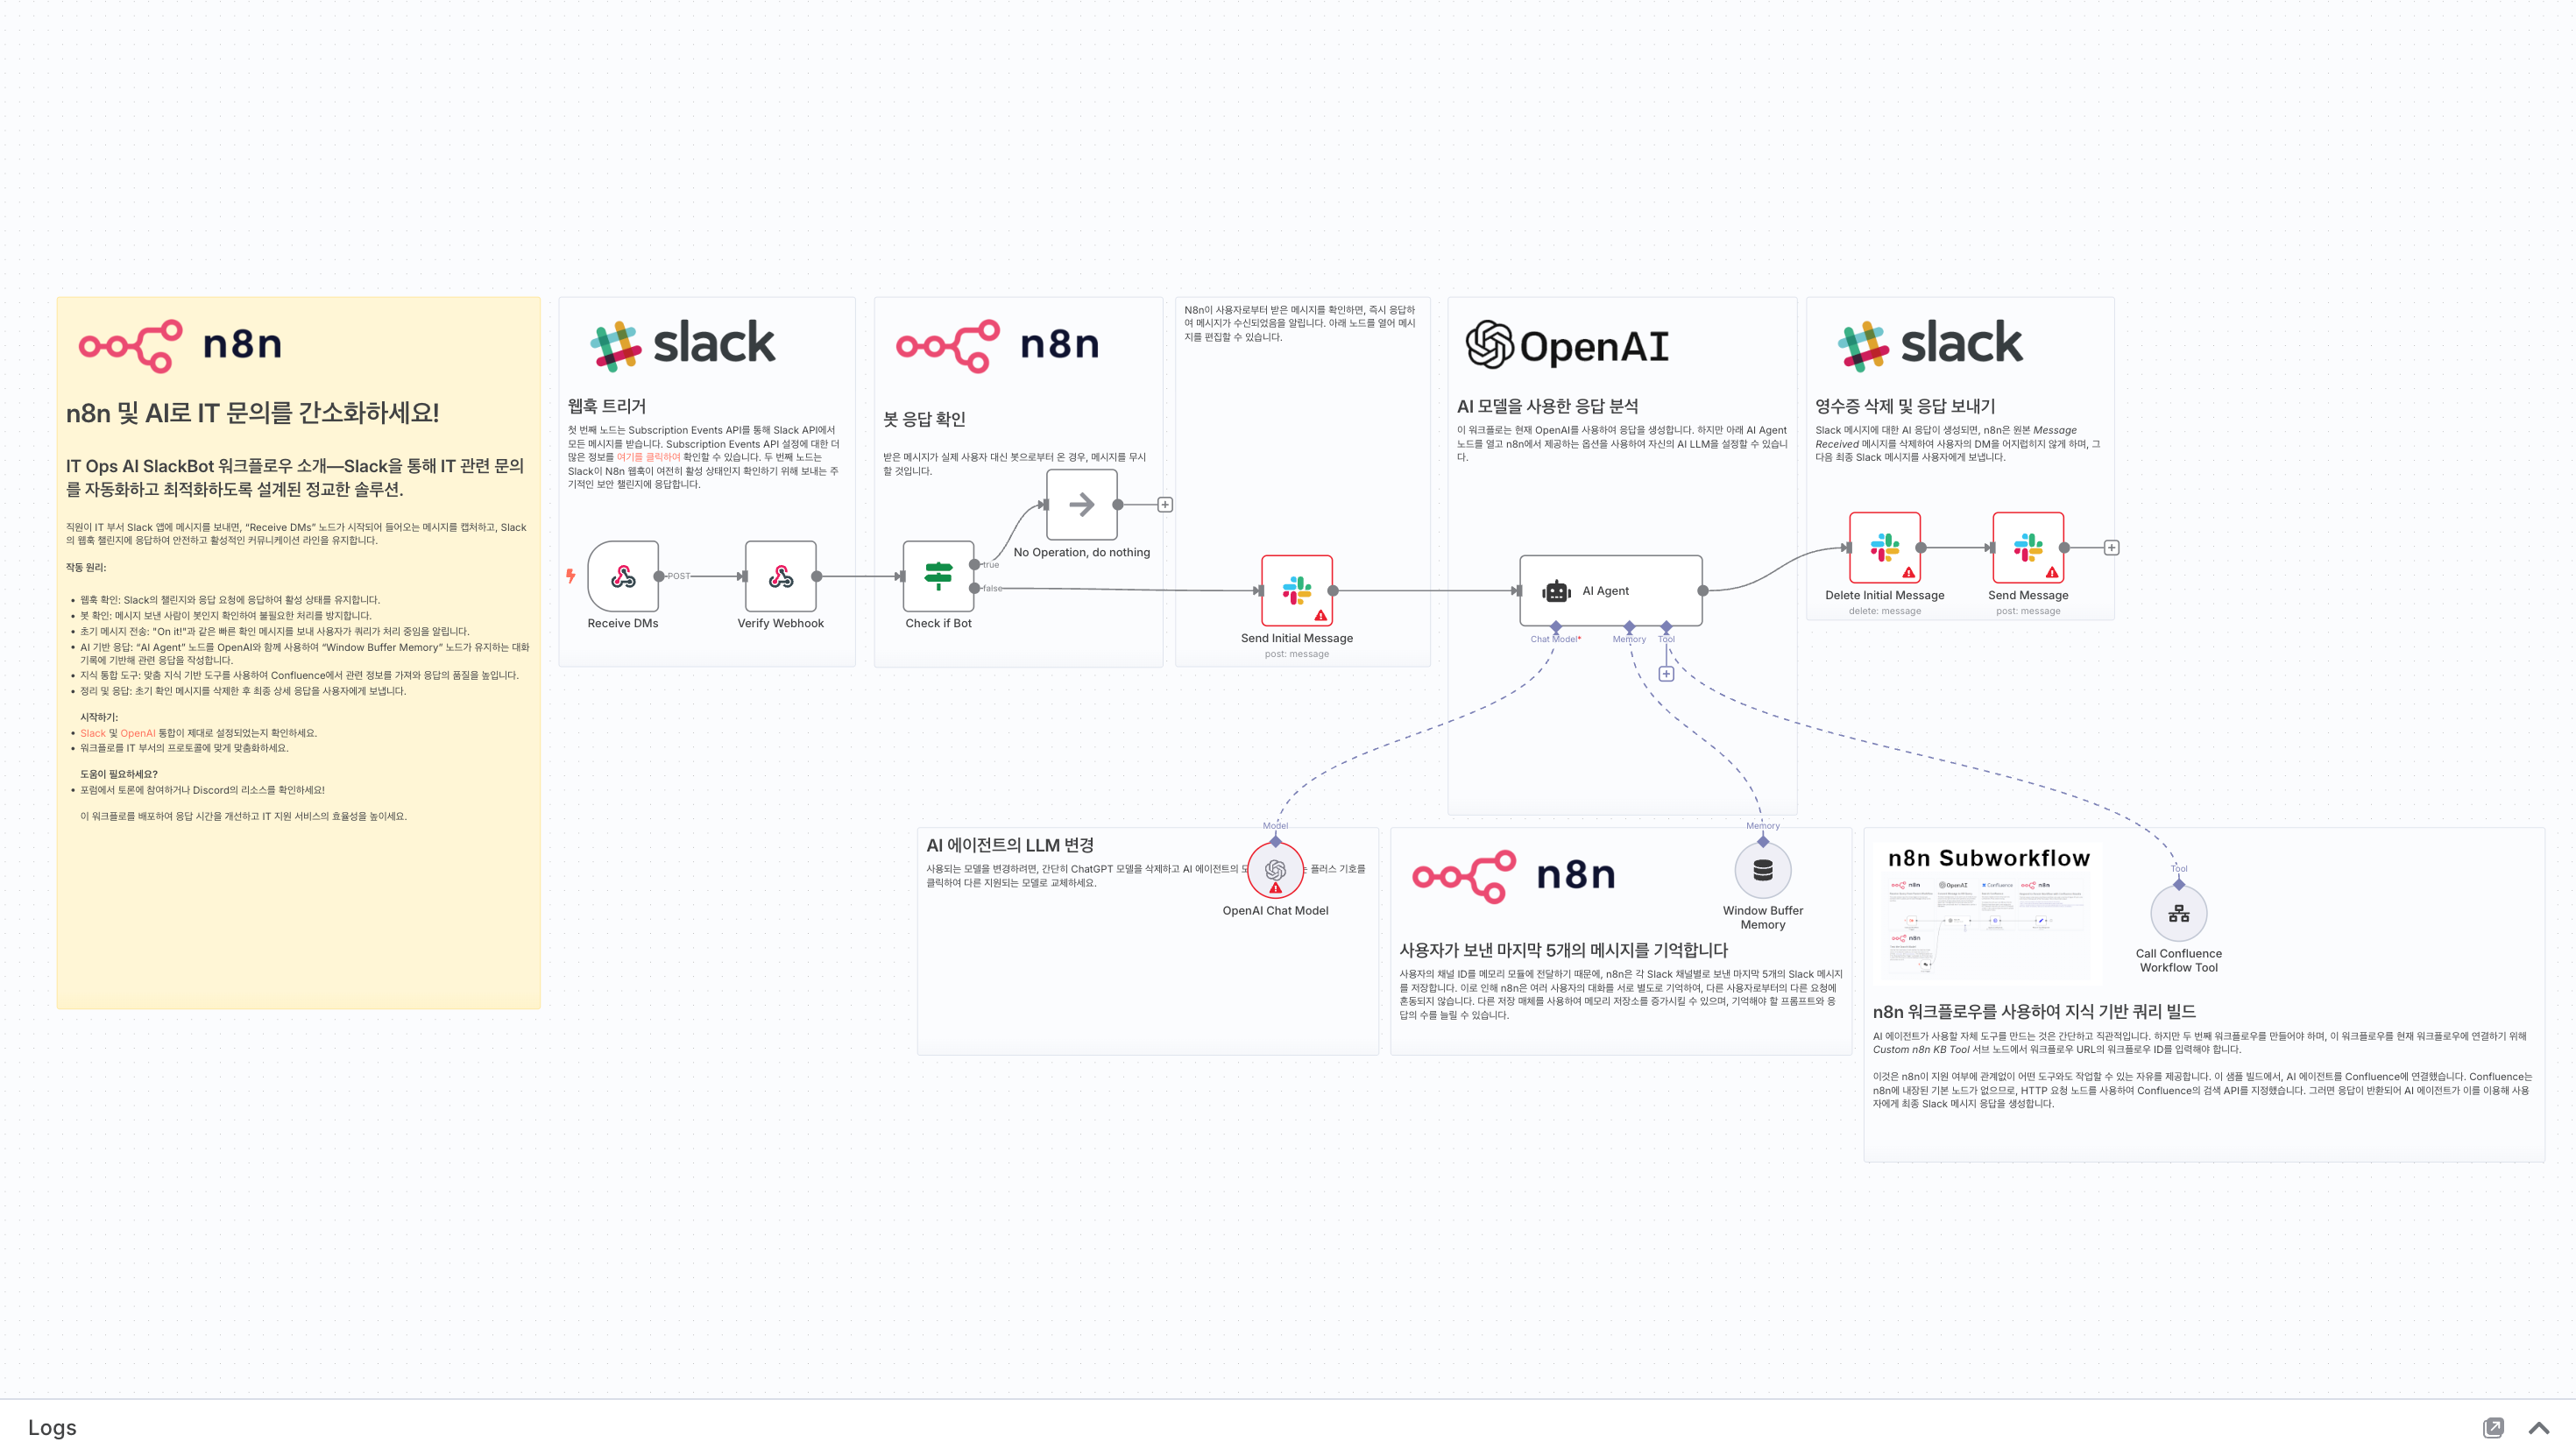 n8n
n8n 및 AI로 IT 문의를 간소화하세요!
IT Ops AI SlackBot 워크플로우 소개—Slack을 통해 IT 관련 문의
를 자동화하고 최적화하도록 설계된 정교한 솔루션.
직원이 IT 부서 Slack 앱에 메시지를 보내면, “Receive DMs” 노드가 시작되어 들어오는 메시지를 캡처하고, Slack
의 웹훅 챌린지에 응답하여 안전하고 활성적인 커뮤니케이션 라인을 유지합니다.
작동 원리:
• 웹훅 확인: Slack의 챌린지와 응답 요청에 응답하여 활성 상태를 유지합니다.
• 봇 확인: 메시지 보낸 사람이 봇인지 확인하여 불필요한 처리를 방지합니다.
• 초기 메시지 전송: "On it!"과 같은 빠른 확인 메시지를 보내 사용자가 쿼리가 처리 중임을 알립니다.
• AI 기반 응답: “AI Agent” 노드를 OpenAI와 함께 사용하여 “Window Buffer Memory” 노드가 유지하는 대화
기록에 기반해 관련 응답을 작성합니다.
• 지식 통합 도구: 맞춤 지식 기반 도구를 사용하여 Confluence에서 관련 정보를 가져와 응답의 품질을 높입니다.
• 정리 및 응답: 초기 확인 메시지를 삭제한 후 최종 상세 응답을 사용자에게 보냅니다.
시작하기:
• Slack 및 OpenAI 통합이 제대로 설정되었는지 확인하세요.
• 워크플로를 IT 부서의 프로토콜에 맞게 맞춤화하세요.
도움이 필요하세요?
• 포럼에서 토론에 참여하거나 Discord의 리소스를 확인하세요!
이 워크플로를 배포하여 응답 시간을 개선하고 IT 지원 서비스의 효율성을 높이세요.
slack
웹훅 트리거
첫 번째 노드는 Subscription Events API를 통해 Slack API에서
모든 메시지를 받습니다. Subscription Events API 설정에 대한 더
많은 정보를 여기를 클릭하여 확인할 수 있습니다. 두 번째 노드는
Slack이 N8n 웹훅이 여전히 활성 상태인지 확인하기 위해 보내는 주
기적인 보안 챌린지에 응답합니다.
POST
Receive DMs
Verify Webhook
n8n
봇 응답 확인
받은 메시지가 실제 사용자 대신 봇으로부터 온 경우, 메시지를 무시
할 것입니다.
No Operation, do nothing
true
false
Check if Bot
N8n이 사용자로부터 받은 메시지를 확인하면, 즉시 응답하
여 메시지가 수신되었음을 알립니다. 아래 노드를 열어 메시
지를 편집할 수 있습니다.
Send Initial Message
post: message
OpenAI
AI 모델을 사용한 응답 분석
이 워크플로는 현재 OpenAI를 사용하여 응답을 생성합니다. 하지만 아래 AI Agent
노드를 열고 n8n에서 제공하는 옵션을 사용하여 자신의 AI LLM을 설정할 수 있습니
다.
AI Agent
Chat Model*
Memory
Tool
slack
영수증 삭제 및 응답 보내기
Slack 메시지에 대한 AI 응답이 생성되면, n8n은 원본 Message
Received 메시지를 삭제하여 사용자의 DM을 어지럽히지 않게 하며, 그
다음 최종 Slack 메시지를 사용자에게 보냅니다.
Delete Initial Message
delete: message
Send Message
post: message
AI 에이전트의 LLM 변경
사용되는 모델을 변경하려면, 간단히 ChatGPT 모델을 삭제하고 AI 에이전트의 플러스 기호를
클릭하여 다른 지원되는 모델로 교체하세요.
Model
OpenAI Chat Model
n8n
Memory
Window Buffer
Memory
사용자가 보낸 마지막 5개의 메시지를 기억합니다
사용자의 채널 ID를 메모리 모듈에 전달하기 때문에, n8n은 각 Slack 채널별로 보낸 마지막 5개의 Slack 메시지
를 저장합니다. 이로 인해 n8n은 여러 사용자의 대화를 서로 별도로 기억하여, 다른 사용자로부터의 다른 요청에
혼동되지 않습니다. 다른 저장 매체를 사용하여 메모리 저장소를 증가시킬 수 있으며, 기억해야 할 프롬프트와 응
답의 수를 늘릴 수 있습니다.
n8n Subworkflow
n8n
OpenAI
Confluence
n8n
n8n
Tool
Call Confluence
Workflow Tool
n8n 워크플로우를 사용하여 지식 기반 쿼리 빌드
AI 에이전트가 사용할 자체 도구를 만드는 것은 간단하고 직관적입니다. 하지만 두 번째 워크플로우를 만들어야 하며, 이 워크플로우를 현재 워크플로우에 연결하기 위해
Custom n8n KB Tool 서브 노드에서 워크플로우 URL의 워크플로우 ID를 입력해야 합니다.
이것은 n8n이 지원 여부에 관계없이 어떤 도구와도 작업할 수 있는 자유를 제공합니다. 이 샘플 빌드에서, AI 에이전트를 Confluence에 연결했습니다. Confluence는
n8n에 내장된 기본 노드가 없으므로, HTTP 요청 노드를 사용하여 Confluence의 검색 API를 지정했습니다. 그러면 응답이 반환되어 AI 에이전트가 이를 이용해 사용
자에게 최종 Slack 메시지 응답을 생성합니다.
Logs